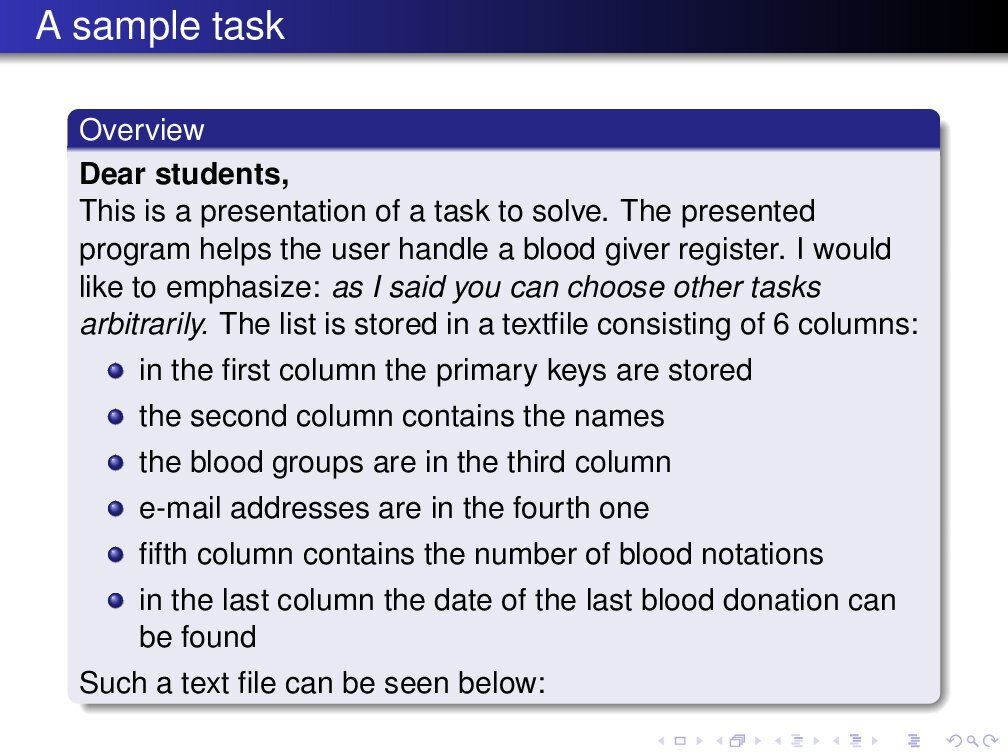 A sample task
Overview
Dear students,
This is a presentation of a task to solve. The presented
program helps the user handle a blood giver register. I would
like to emphasize: as I said you can choose other tasks
arbitrarily. The list is stored in a textfile consisting of 6 columns:
in the first column the primary keys are stored
the second column contains the names
the blood groups are in the third column
e-mail addresses are in the fourth one
fifth column contains the number of blood notations
in the last column the date of the last blood donation can
be found
Such a text file can be seen below: